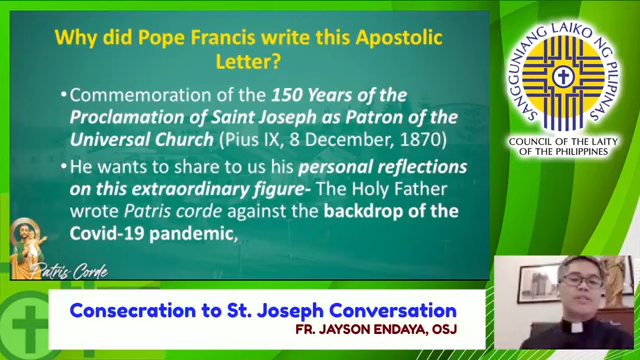 Why did Pope Francis write this Apostolic
Letter?
•Commemoration of the 150 Years of the
Proclamation of Saint Joseph as Patron of the
Universal Church (Pius IX, 8 December, 1870)
•He wants to share to us his personal reflections
on this extraordinary figure- The Holy Father
wrote Patris corde against the backdrop of the
Covid-19 pandemic,
Patris Corde
SANGGUNIANG LAIKO NG PILIPINAS
COUNCIL OF THE LAITY
OF THE PHILIPPINES
Consecration to St. Joseph Conversation
FR. JAYSON ENDAYA, OSJ